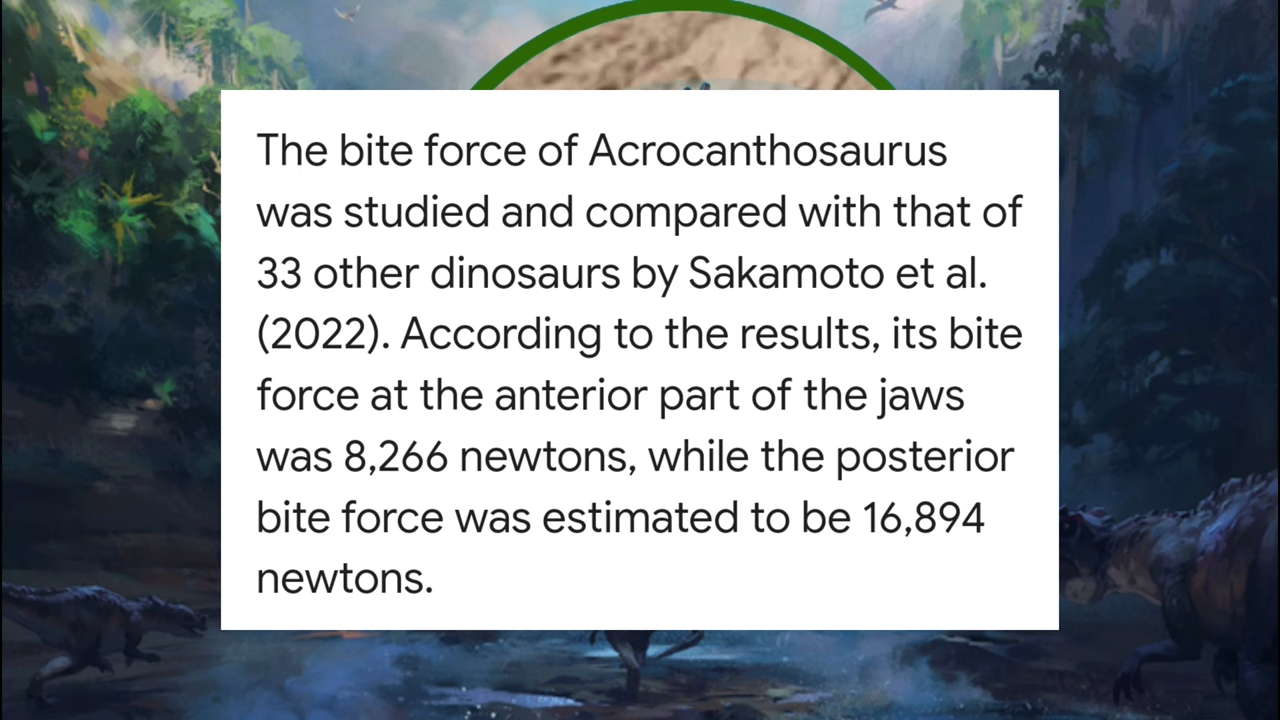 The bite force of Acrocanthosaurus
was studied and compared with that of
33 other dinosaurs by Sakamoto et al.
(2022). According to the results, its bite
force at the anterior part of the jaws
was 8,266 newtons, while the posterior
bite force was estimated to be 16,894
newtons.